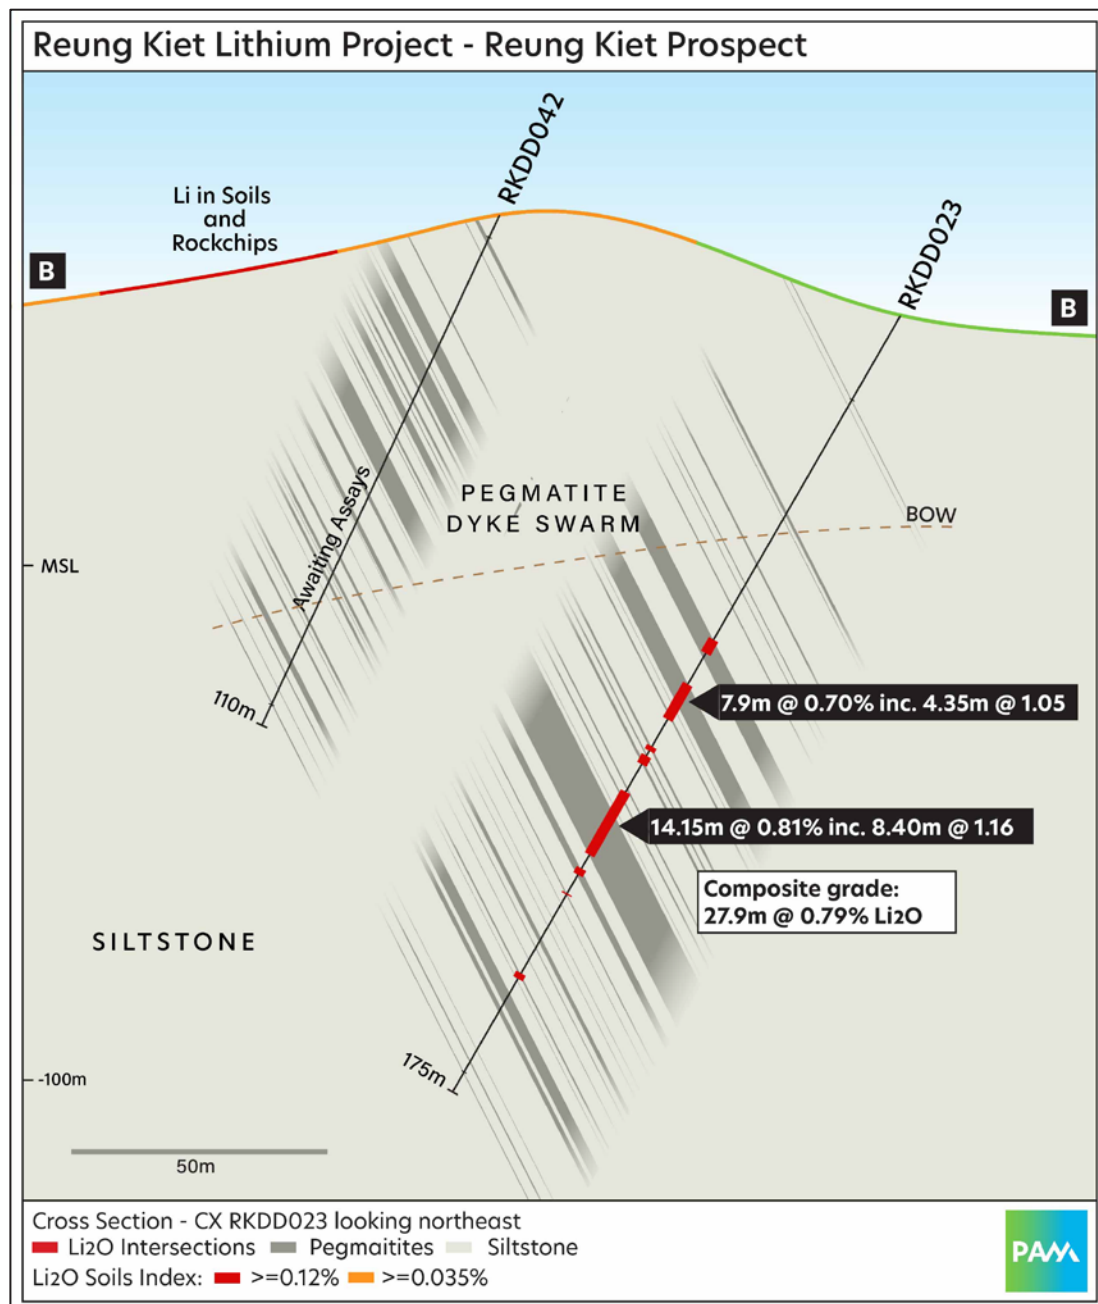 Reung Kiet Lithium Project - Reung Kiet Prospect
RKDD042
Li in Soils
and
Rockchips
RKDD023
B
B
PEGMATITE
DYKE SWARM
BOW
Awaiting Assays
MSL
110m
7.9m @ 0.70% inc. 4.35m @ 1.05
14.15m @ 0.81% inc. 8.40m @ 1.16
Composite grade:
27.9m @ 0.79% Li2O
SILTSTONE
175m
-100m
50m
Cross Section - CX RKDD023 looking northeast
Li2O Intersections Pegmaitites Siltstone
Li2O Soils Index: >=0.12% >=0.035%
PAM